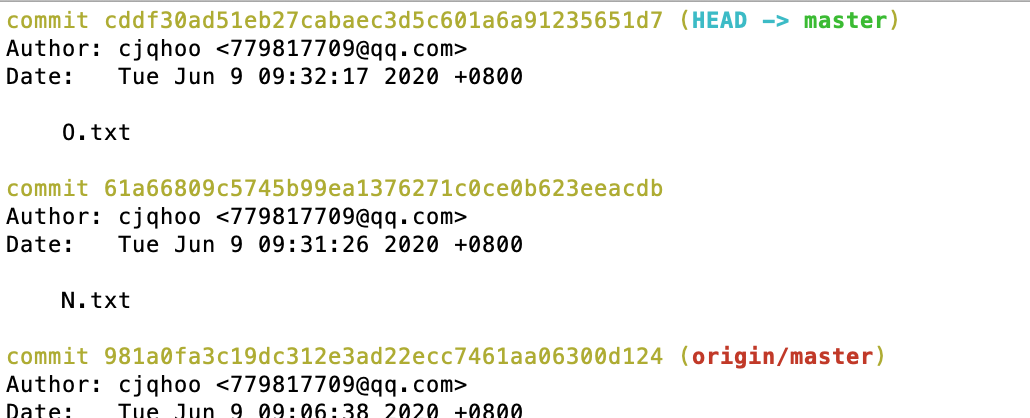 commit cddf30ad51eb27cabaec3d5c601a6a91235651d7 (HEAD -> master)
Author: cjqhoo <779817709@qq.com>
Date:   Tue Jun 9 09:32:17 2020 +0800
O.txt
commit 61a66809c5745b99ea1376271c0ce0b623eeacdb
Author: cjqhoo <779817709@qq.com>
Date:   Tue Jun 9 09:31:26 2020 +0800
N.txt
commit 981a0fa3c19dc312e3ad22ecc7461aa06300d124 (origin/master)
Author: cjqhoo <779817709@qq.com>
Date:   Tue Jun 9 09:06:38 2020 +0800